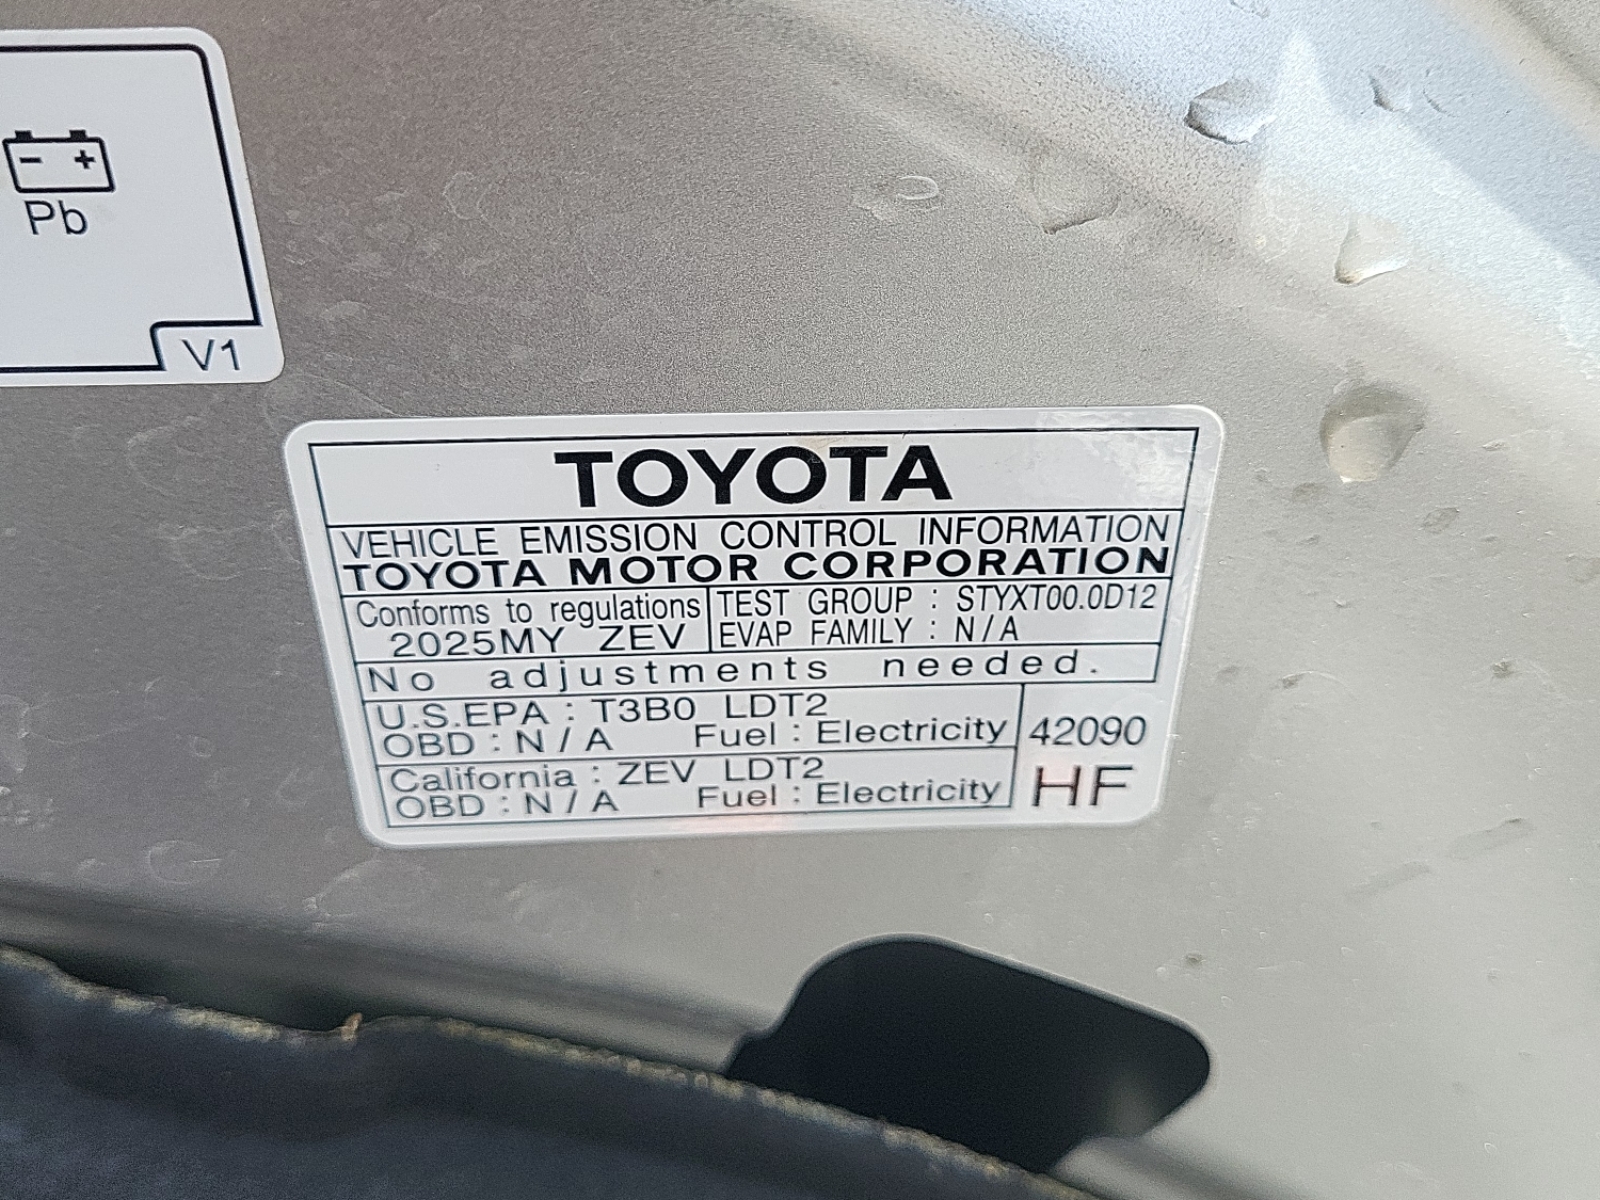 - +
Pb
V1
TOYOTA
VEHICLE EMISSION CONTROL INFORMATION
TOYOTA MOTOR CORPORATION
Conforms to regulations
2025MY ZEV
TEST GROUP : STYXT00.0D12
EVAP FAMILY : N/A
No adjustments needed.
U.S.EPA : T3B0 LDT2
OBD : N/A Fuel : Electricity
California : ZEV LDT2
OBD : N/A Fuel : Electricity
42090
HF